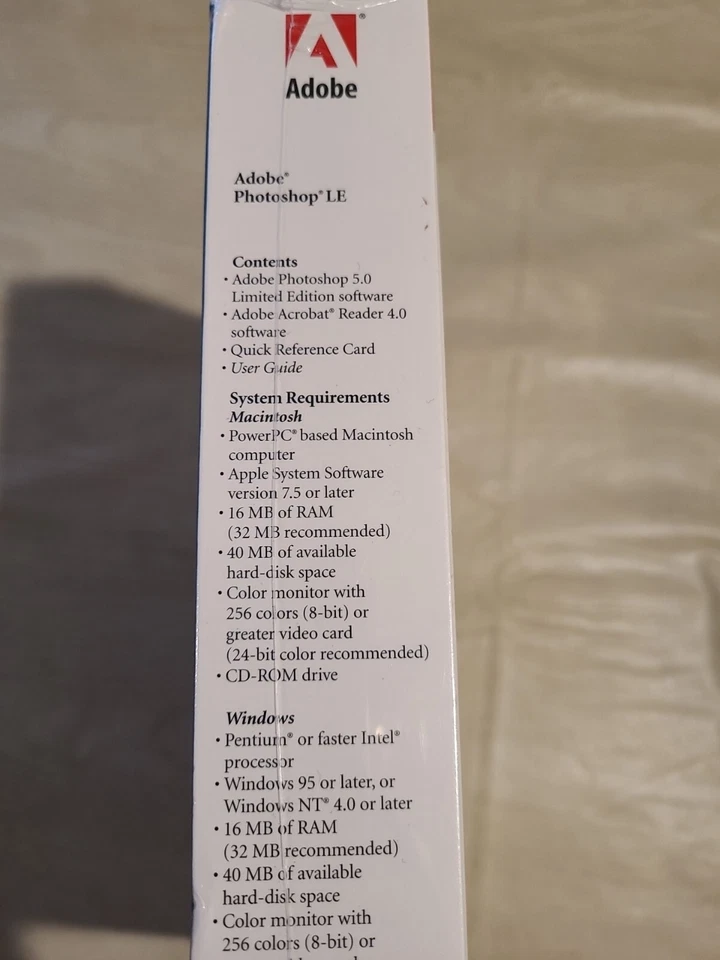 Adobe
Adobe®
Photoshop® LE
Contents
• Adobe Photoshop 5.0
Limited Edition software
• Adobe Acrobat® Reader 4.0
software
• Quick Reference Card
• User Guide
System Requirements
Macintosh
• PowerPC® based Macintosh
computer
• Apple System Software
version 7.5 or later
• 16 MB of RAM
(32 MB recommended)
• 40 MB of available
hard-disk space
• Color monitor with
256 colors (8-bit) or
greater video card
(24-bit color recommended)
• CD-ROM drive
Windows
• Pentium® or faster Intel®
processor
• Windows 95 or later, or
Windows NT® 4.0 or later
• 16 MB of RAM
(32 MB recommended)
• 40 MB of available
hard-disk space
• Color monitor with
256 colors (8-bit) or